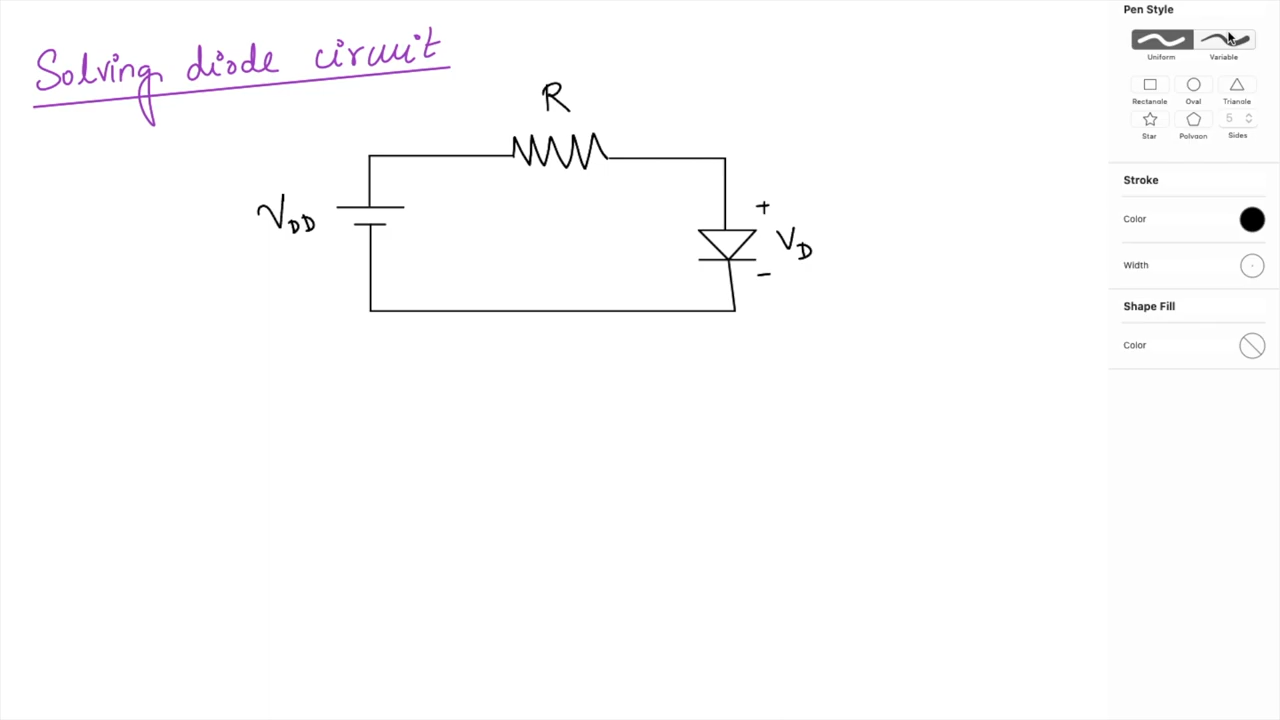 Solving diode circuit
R
VDD
+
VD
-
Pen Style
Uniform Variable
Rectangle Oval Triangle
5
Star Polygon Sides
Stroke
Color
Width
Shape Fill
Color